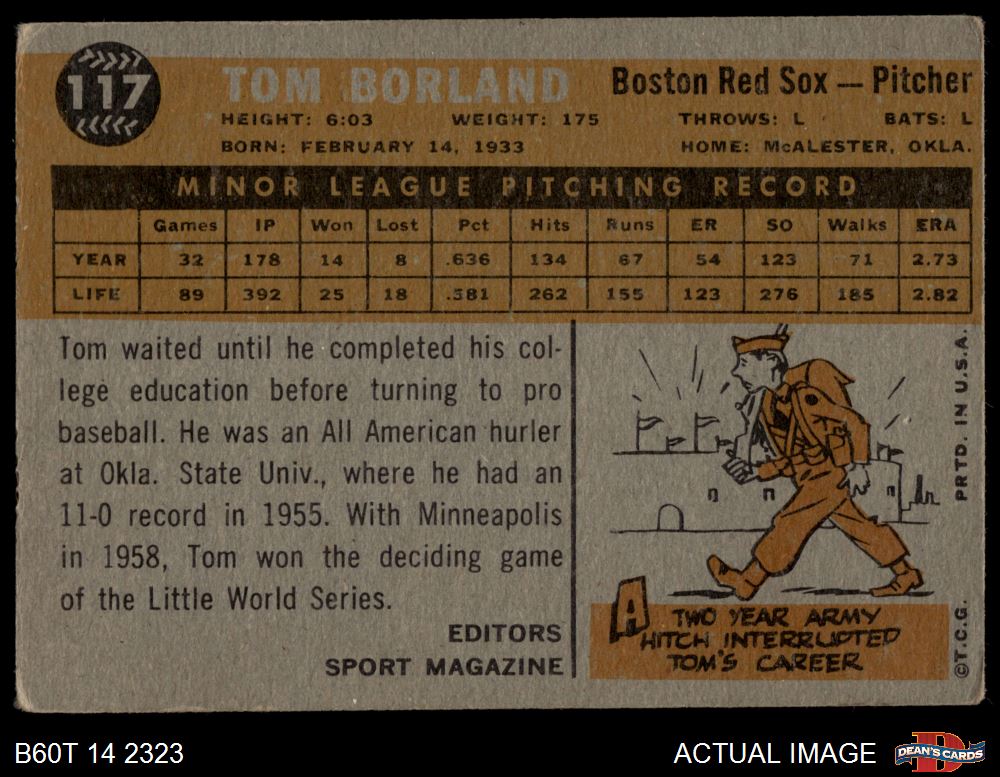 117
TOM BORLAND
Boston Red Sox — Pitcher
HEIGHT: 6:03 WEIGHT: 175 THROWS: L BATS: L
BORN: FEBRUARY 14, 1933 HOME: McALESTER, OKLA.
MINOR LEAGUE PITCHING RECORD
Games IP Won Lost Pct Hits Runs ER SO Walks ERA
YEAR 32 178 14 8 .636 134 67 54 123 71 2.73
LIFE 89 392 25 18 .581 262 155 123 276 185 2.82
Tom waited until he completed his col-
lege education before turning to pro
baseball. He was an All American hurler
at Okla. State Univ., where he had an
11-0 record in 1955. With Minneapolis
in 1958, Tom won the deciding game
of the Little World Series.
EDITORS
SPORT MAGAZINE
A TWO YEAR ARMY
HITCH INTERRUPTED
TOM'S CAREER
©T.C.G. PRTD. IN U.S.A.
B60T 14 2323
ACTUAL IMAGE
DEAN'S CARDS